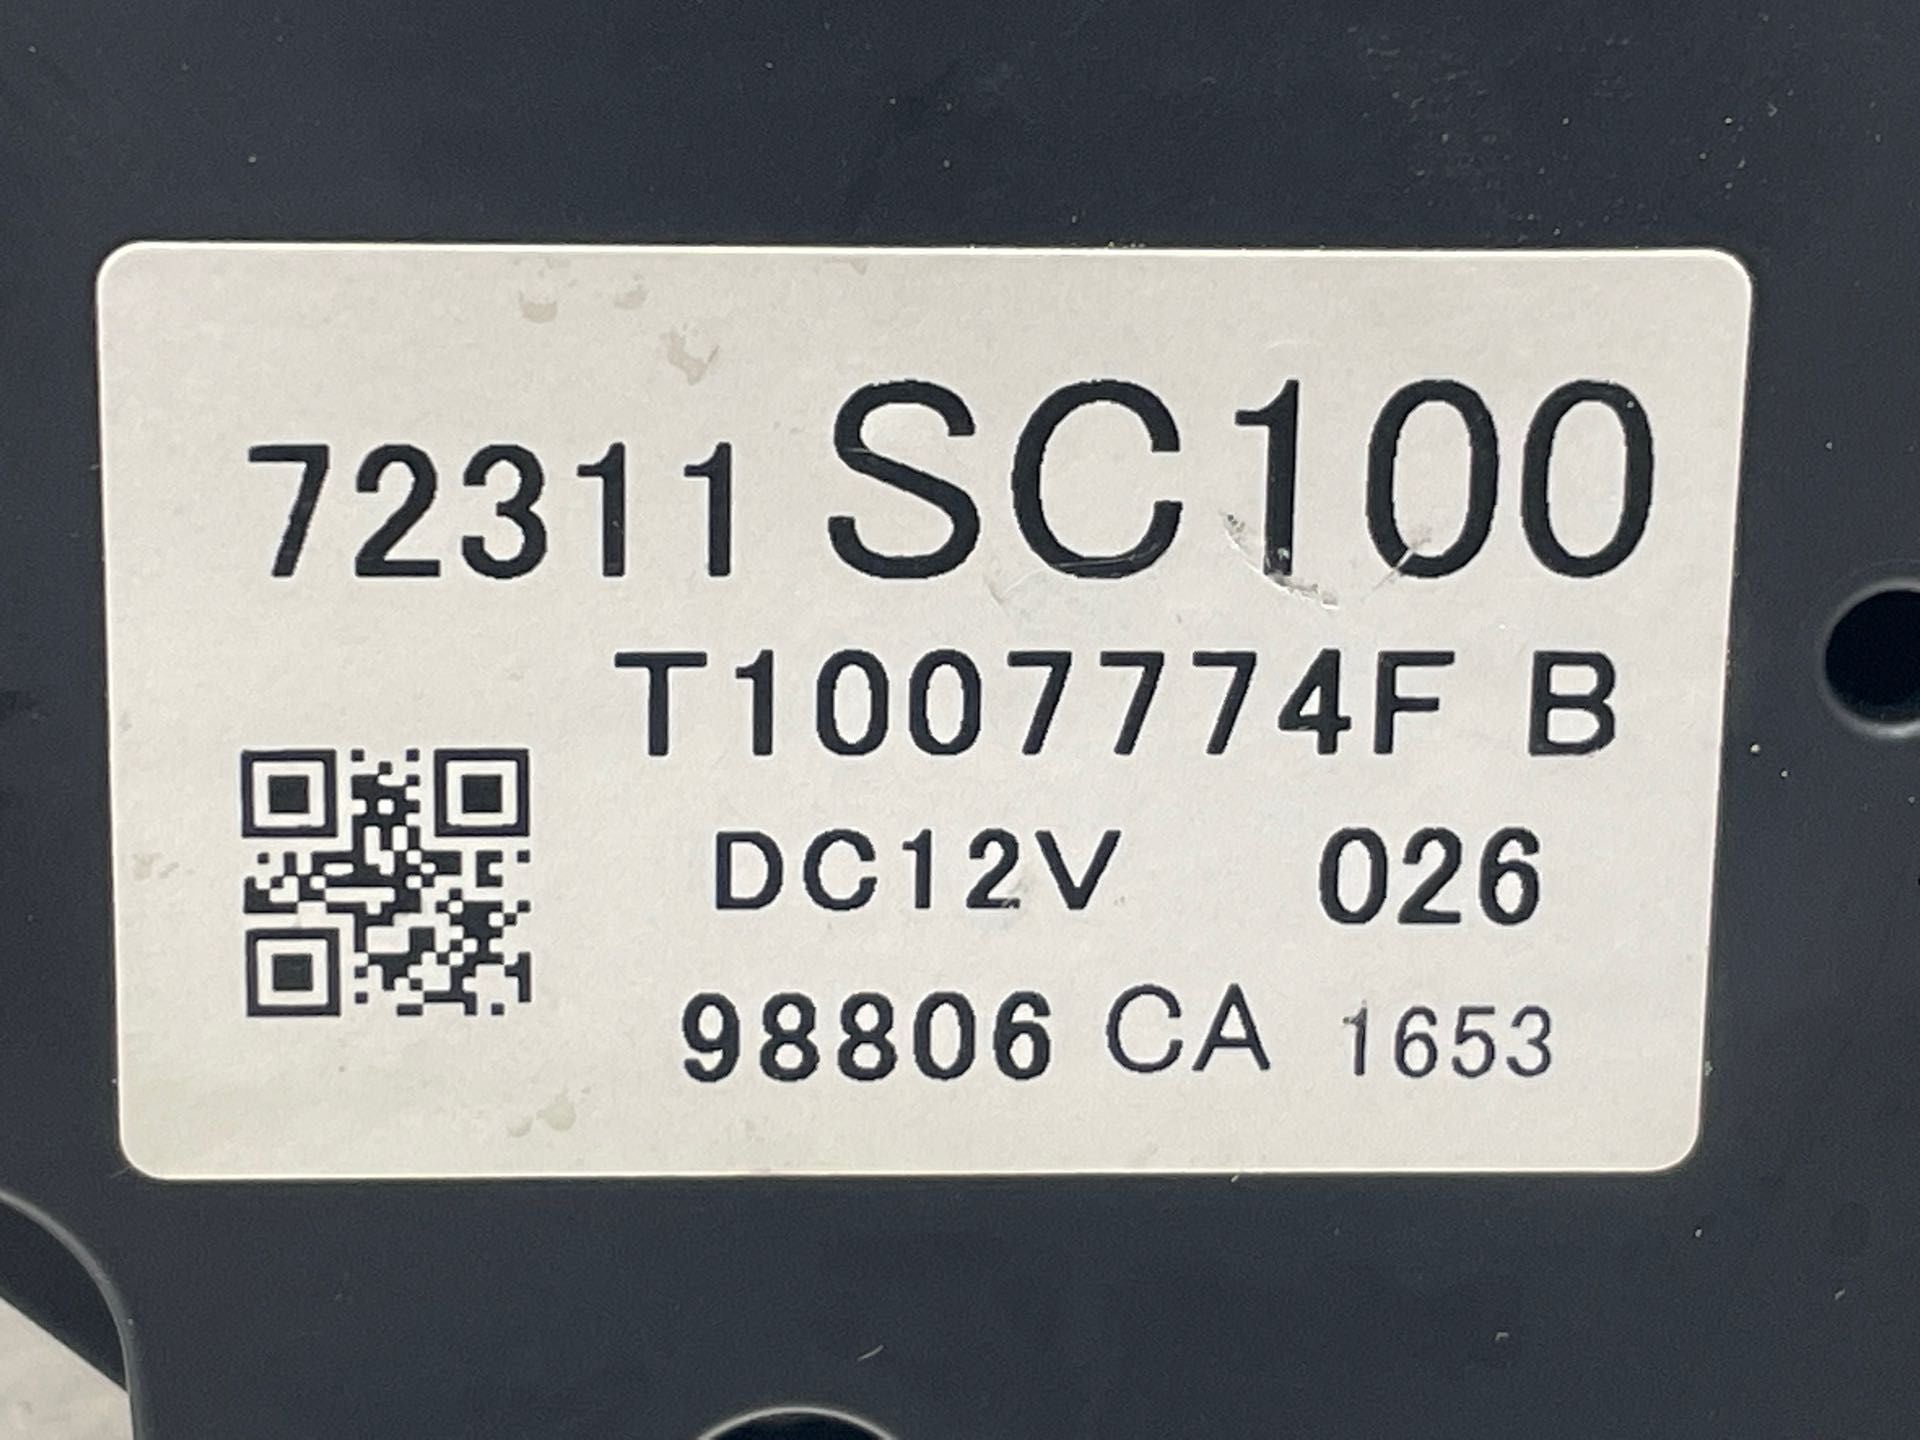 72311 SC100
T1007774F B
DC12V 026
98806 CA 1653